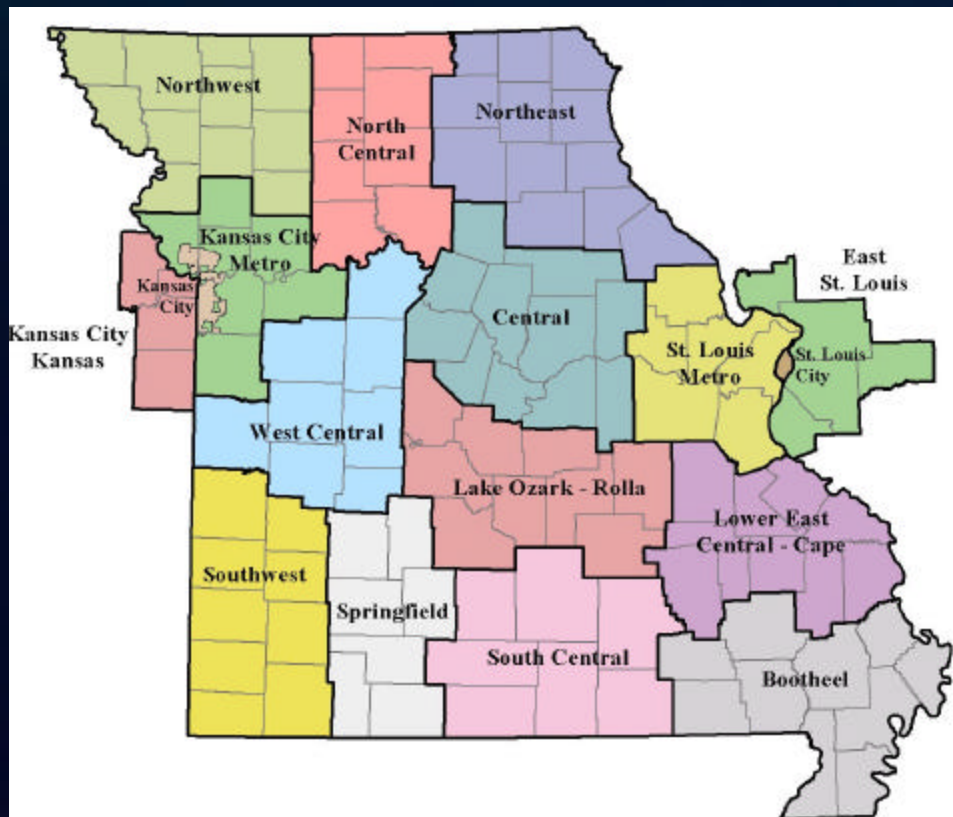 Northwest
North
Central
Northeast
Kansas City
Metro
Kansas
City
Kansas City
Kansas
East
St. Louis
Central
St. Louis
Metro
St. Louis
City
West Central
Lake Ozark - Rolla
Lower East
Central - Cape
Southwest
Springfield
South Central
Bootheel